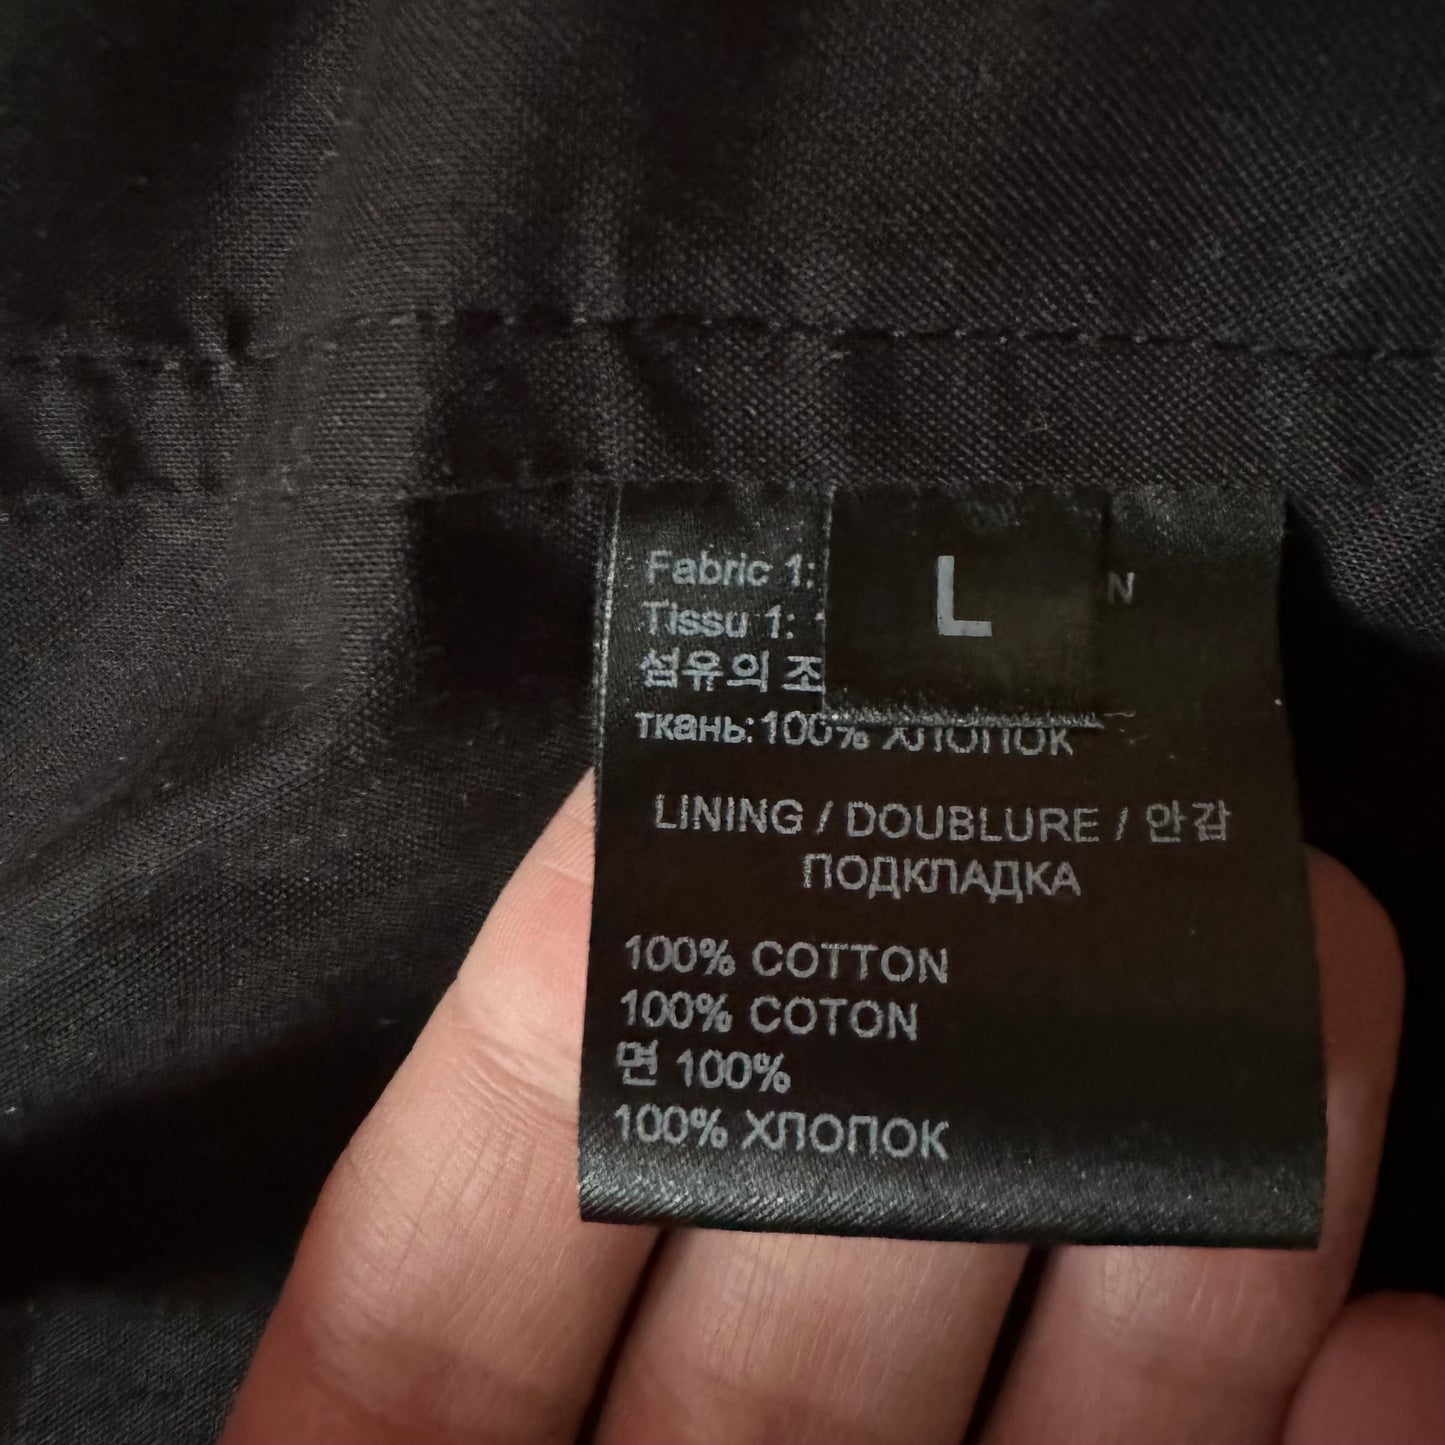 Fabric 1:
L
N
Tissu 1:
섬유의 조
ткань:100% ХЛОПОК
LINING / DOUBLURE / 안감
ПОДКЛАДКА
100% COTTON
100% COTON
면 100%
100% ХЛОПОК